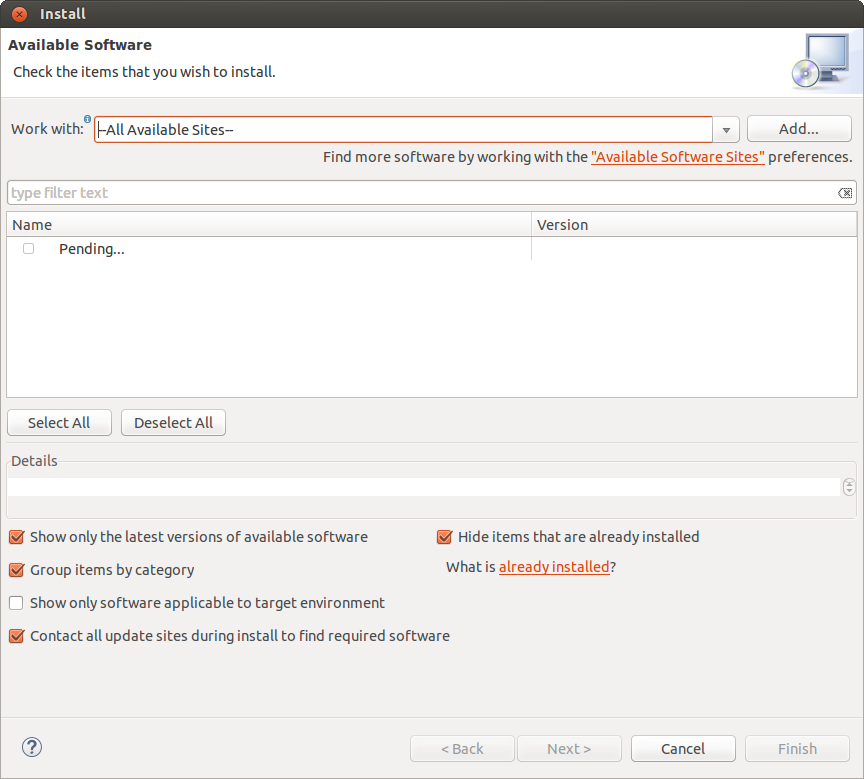 Install
Available Software
Check the items that you wish to install.
Work with:
--All Available Sites--
Add...
Find more software by working with the "Available Software Sites" preferences.
type filter text
Name Version
Pending...
Select All Deselect All
Details
Show only the latest versions of available software
Hide items that are already installed
Group items by category
What is already installed?
Show only software applicable to target environment
Contact all update sites during install to find required software
? < Back Next > Cancel Finish